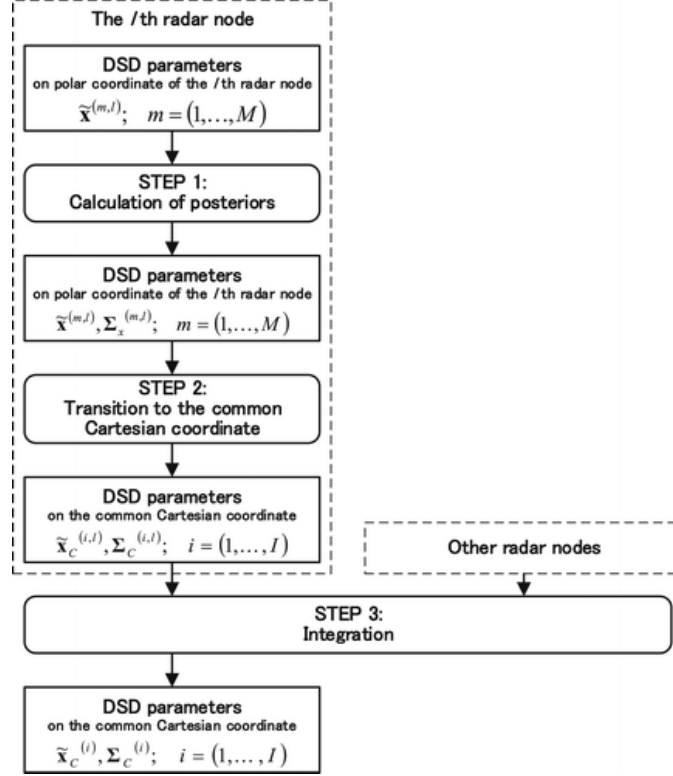 The lth radar node
DSD parameters
on polar coordinate of the lth radar node
x̃^(m,l); m = (1,…,M)
STEP 1:
Calculation of posteriors
DSD parameters
on polar coordinate of the lth radar node
x̃^(m,l), Σ_x^(m,l); m = (1,…,M)
STEP 2:
Transition to the common
Cartesian coordinate
DSD parameters
on the common Cartesian coordinate
x̃_C^(i,l), Σ_C^(i,l); i = (1,…,I)
Other radar nodes
STEP 3:
Integration
DSD parameters
on the common Cartesian coordinate
x̃_C^(i), Σ_C^(i); i = (1,…,I)